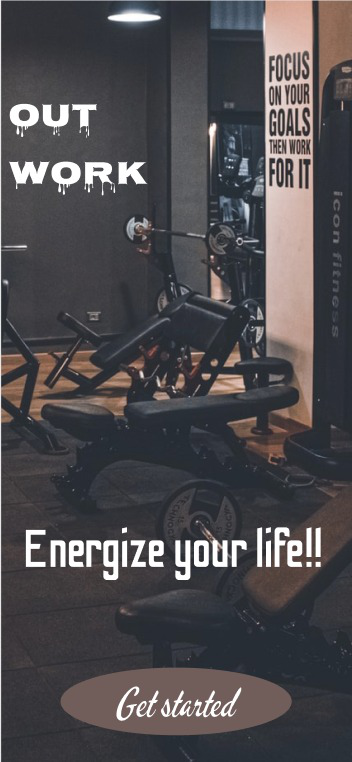 OUT
WORK
FOCUS
ON YOUR
GOALS
THEN WORK
FOR IT
icon fitness
Energize your life!!
Get started